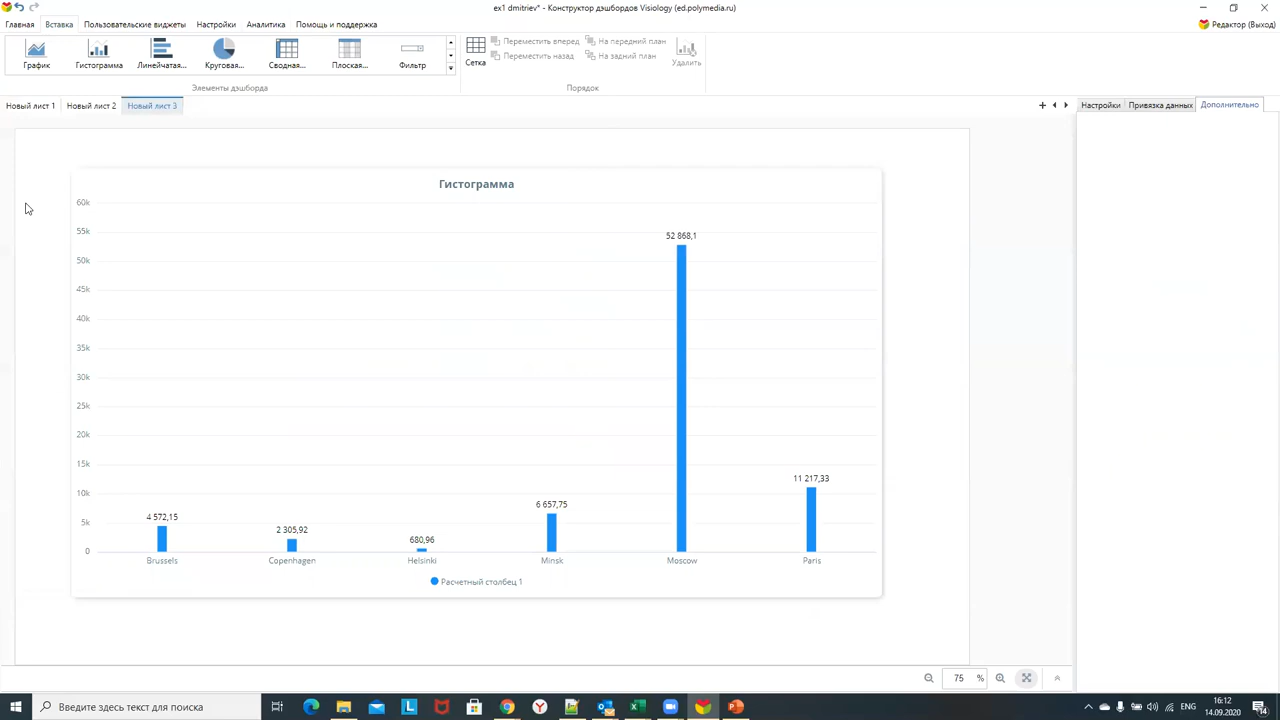 ex1 dmitriev* - Конструктор дэшбордов Visiology (ed.polymedia.ru)
Главная Вставка Пользовательские виджеты Настройки Аналитика Помощь и поддержка
Редактор (Выход)
График Гистограмма Линейчатая... Круговая... Сводная... Плоская... Фильтр
Сетка
Переместить вперед На передний план
Переместить назад На задний план
Удалить
Элементы дэшборда
Порядок
Новый лист 1 Новый лист 2 Новый лист 3
Настройки Привязка данных Дополнительно
Гистограмма
60k
55k
50k
45k
40k
35k
30k
25k
20k
15k
10k
5k
0
4 572,15
2 305,92
680,96
6 657,75
52 868,1
11 217,33
Brussels Copenhagen Helsinki Minsk Moscow Paris
Расчетный столбец 1
75 %
Введите здесь текст для поиска
ENG
16:12
14.09.2020
14